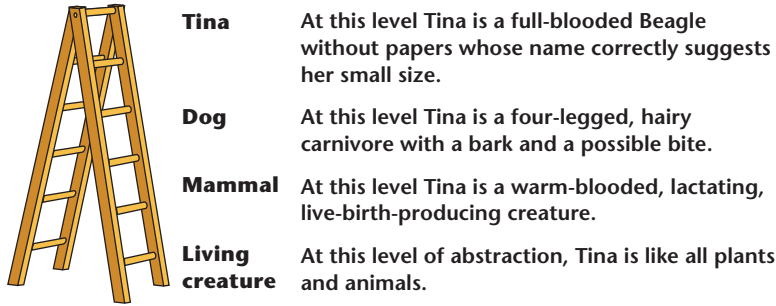 Tina At this level Tina is a full-blooded Beagle
without papers whose name correctly suggests
her small size.
Dog At this level Tina is a four-legged, hairy
carnivore with a bark and a possible bite.
Mammal At this level Tina is a warm-blooded, lactating,
live-birth-producing creature.
Living At this level of abstraction, Tina is like all plants
creature and animals.